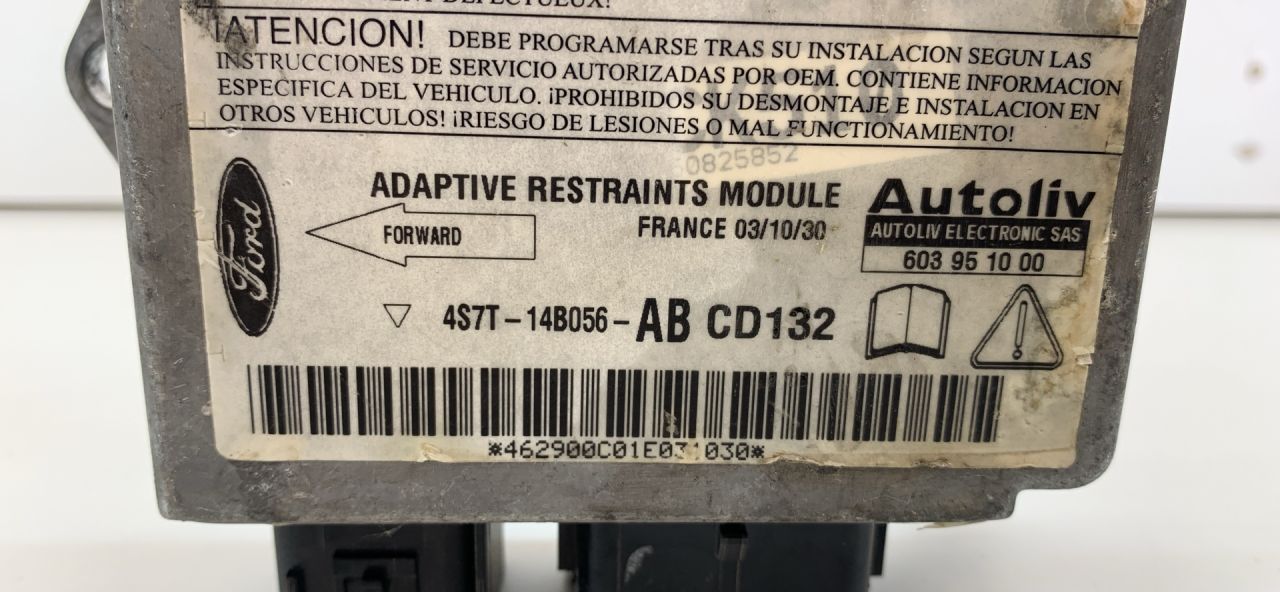 DEFECTUEUX!
¡ATENCION! DEBE PROGRAMARSE TRAS SU INSTALACION SEGUN LAS
INSTRUCCIONES DE SERVICIO AUTORIZADAS POR OEM. CONTIENE INFORMACION
ESPECIFICA DEL VEHICULO. ¡PROHIBIDOS SU DESMONTAJE E INSTALACION EN
OTROS VEHICULOS! ¡RIESGO DE LESIONES O MAL FUNCTIONAMIENTO!
0825852
Ford
FORWARD
ADAPTIVE RESTRAINTS MODULE
FRANCE 03/10/30
Autoliv
AUTOLIV ELECTRONIC SAS
603 95 10 00
4S7T-14B056-AB CD132
*462900C01E031030*